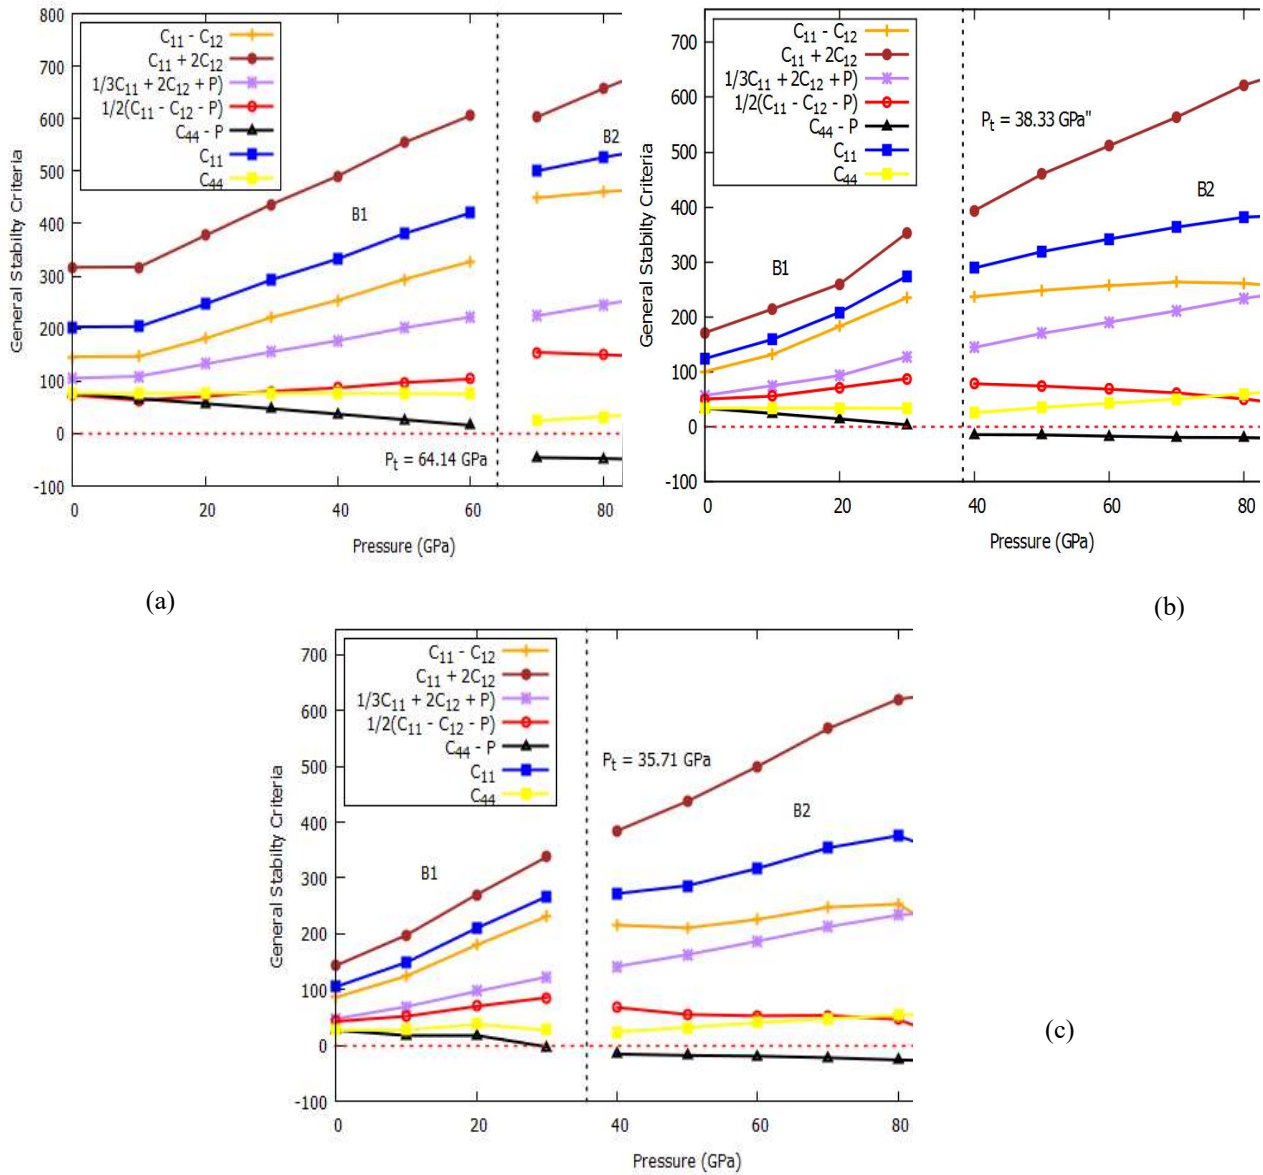 800
700
600
500
400
300
200
100
0
-100
General Stabilty Criteria
C11 - C12
C11 + 2C12
1/3C11 + 2C12 + P)
1/2(C11 - C12 - P)
C44 - P
C11
C44
B1
B2
Pt = 64.14 GPa
0 20 40 60 80
Pressure (GPa)
(a)
700
600
500
400
300
200
100
0
-100
General Stabilty Criteria
C11 - C12
C11 + 2C12
1/3C11 + 2C12 + P)
1/2(C11 - C12 - P)
C44 - P
C11
C44
Pt = 38.33 GPa"
B1
B2
0 20 40 60 80
Pressure (GPa)
(b)
700
600
500
400
300
200
100
0
-100
General Stabilty Criteria
C11 - C12
C11 + 2C12
1/3C11 + 2C12 + P)
1/2(C11 - C12 - P)
C44 - P
C11
C44
Pt = 35.71 GPa
B1
B2
0 20 40 60 80
Pressure (GPa)
(c)